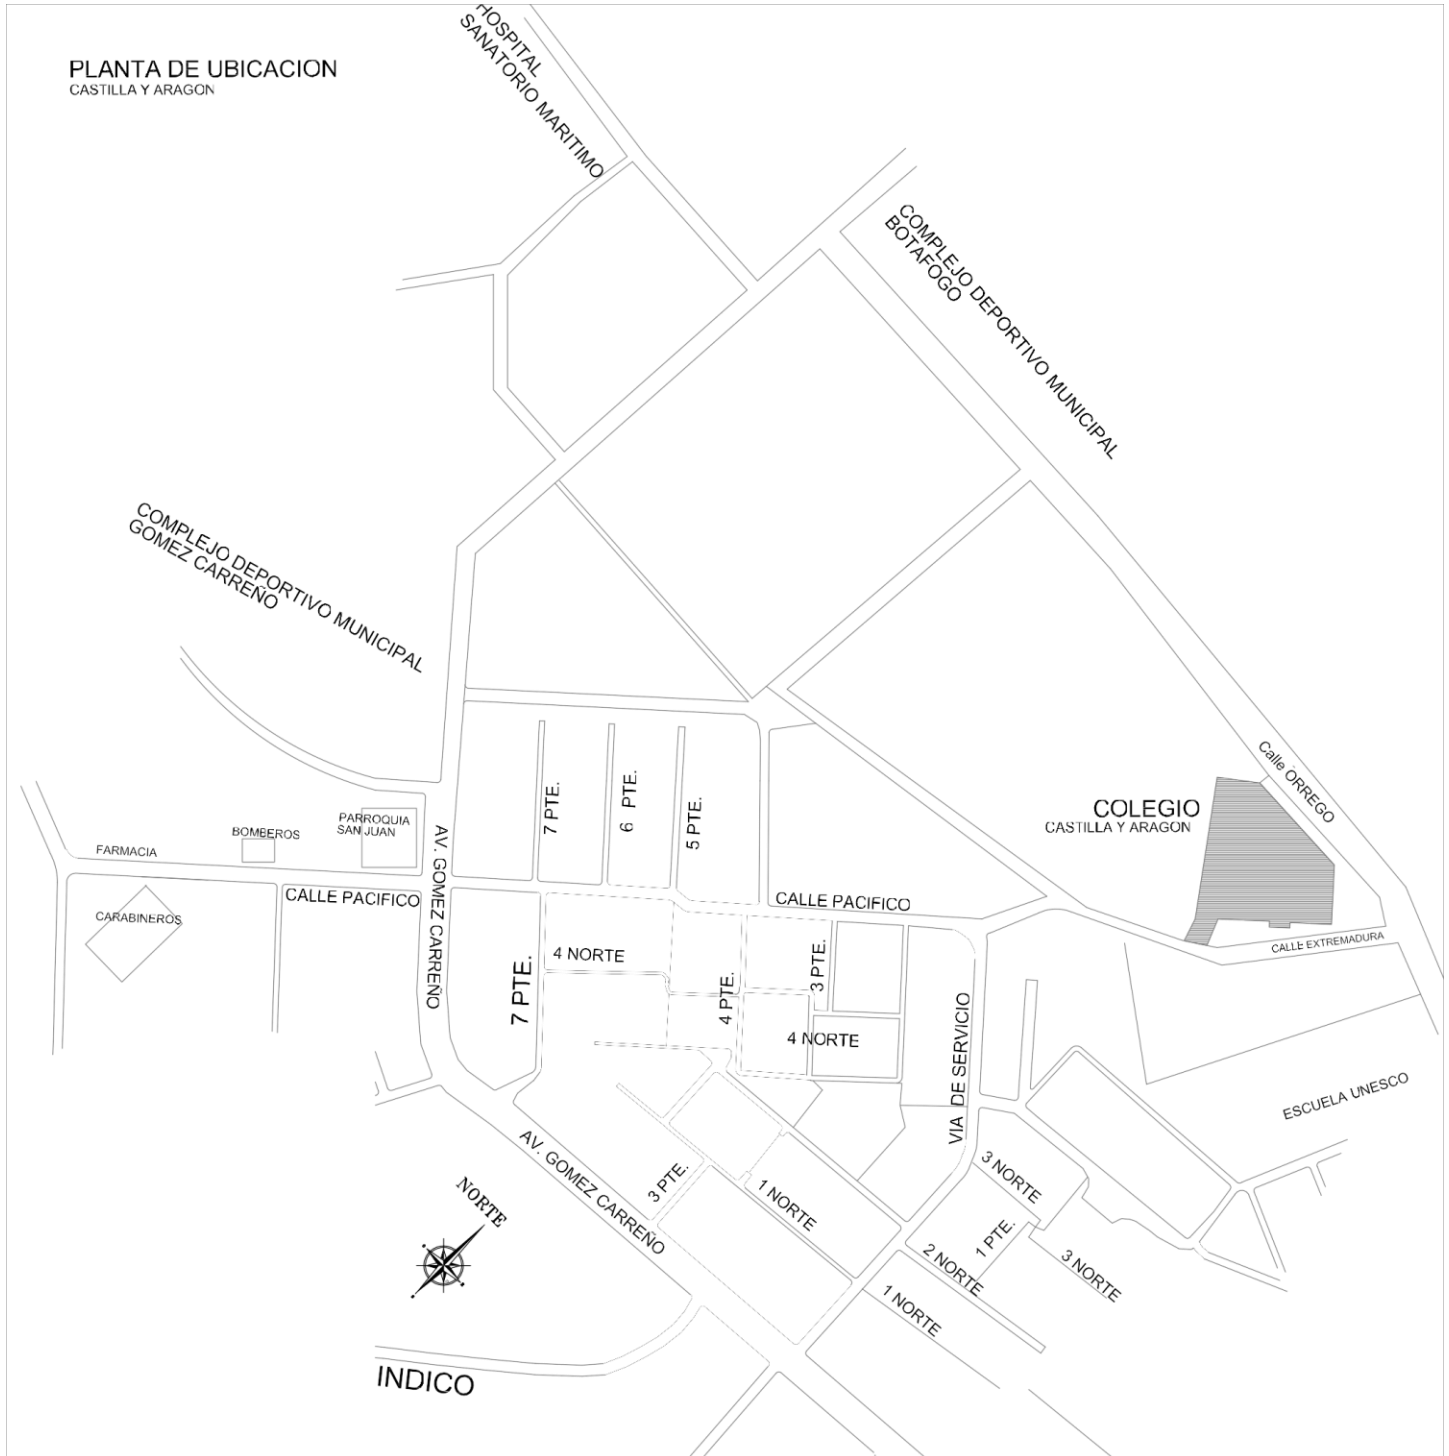 HOSPITAL
SANATORIO MARITIMO
PLANTA DE UBICACION
CASTILLA Y ARAGON
COMPLEJO DEPORTIVO MUNICIPAL
BOTAFOGO
COMPLEJO DEPORTIVO MUNICIPAL
GOMEZ CARREÑO
7 PTE.
6 PTE.
5 PTE.
Calle ORREGO
COLEGIO
CASTILLA Y ARAGON
PARROQUIA
SAN JUAN
BOMBEROS
FARMACIA
AV. GOMEZ CARREÑO
CALLE PACIFICO
CALLE PACIFICO
CARABINEROS
CALLE EXTREMADURA
4 NORTE
7 PTE.
4 PTE.
3 PTE.
4 NORTE
VIA DE SERVICIO
ESCUELA UNESCO
AV. GOMEZ CARREÑO
3 PTE.
1 NORTE
3 NORTE
1 PTE.
2 NORTE
3 NORTE
1 NORTE
NORTE
INDICO